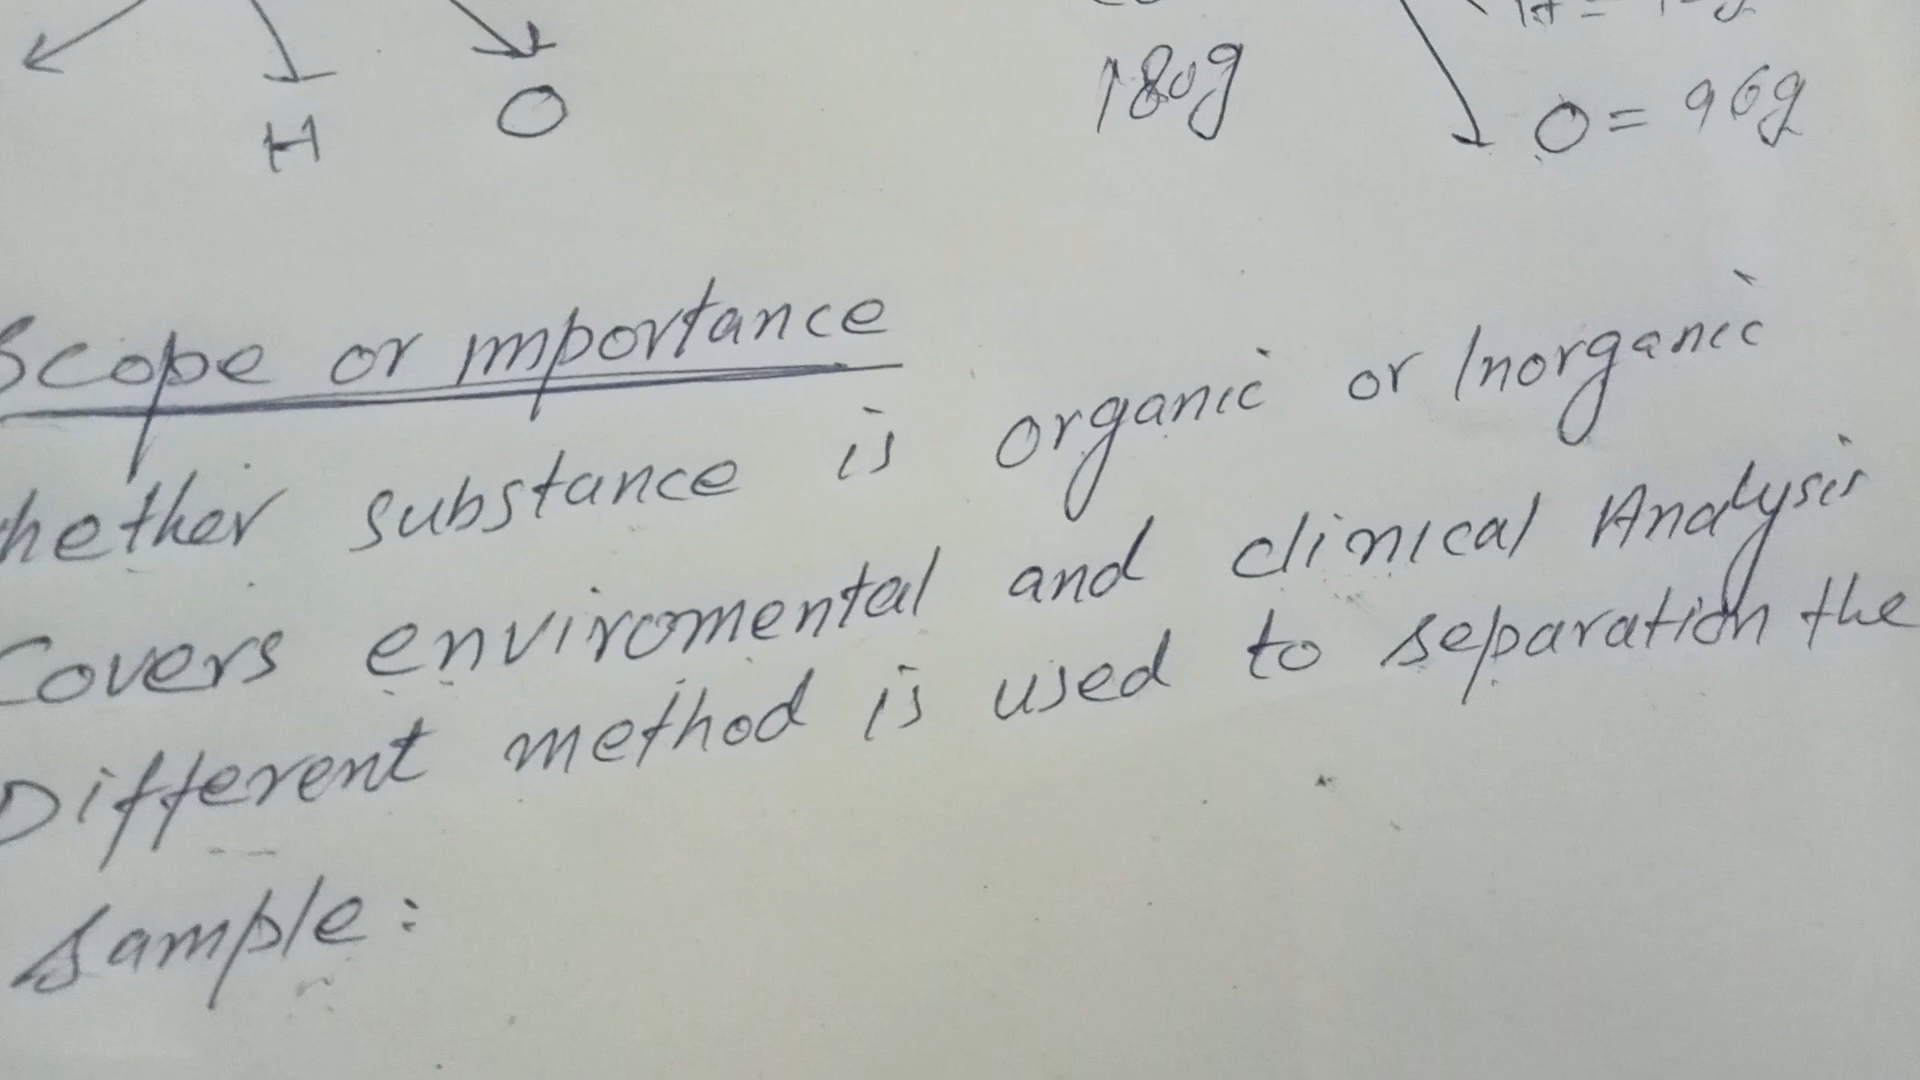 180g
H
O
O = 96g
Scope or importance
hether substance is organic or Inorganic
Covers enviromental and clinical Analysis
Different method is used to separation the
sample: